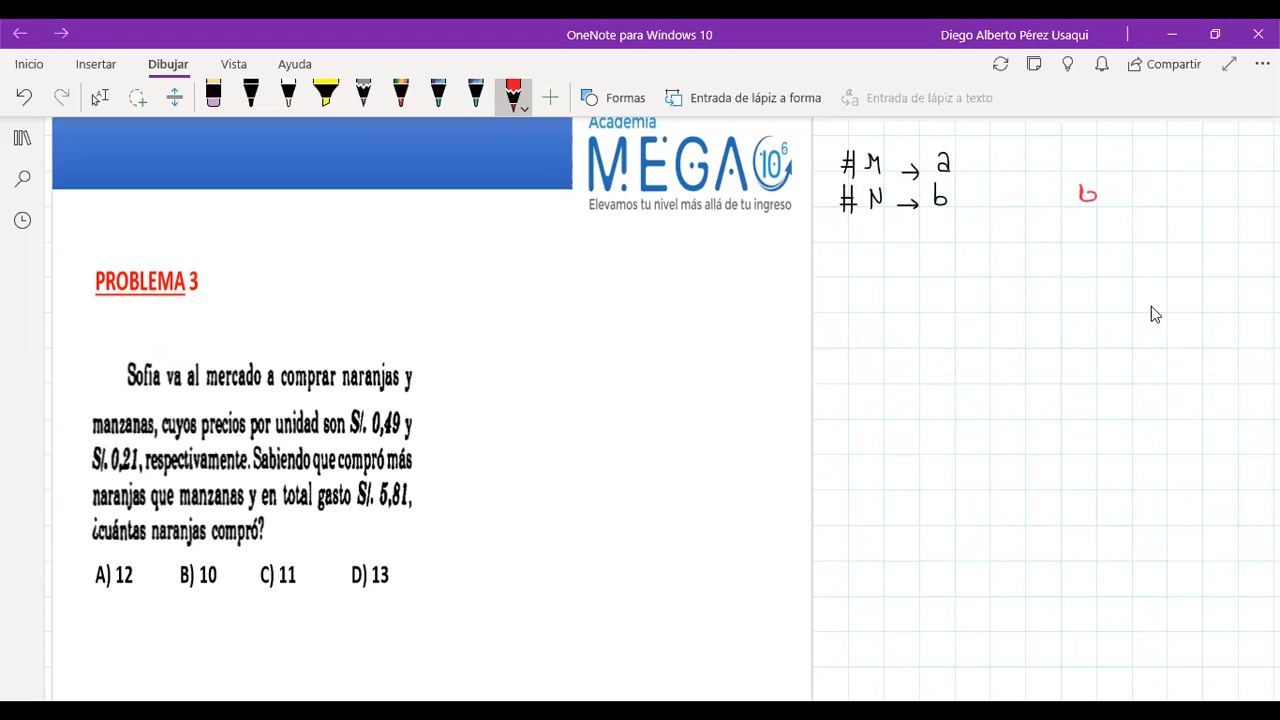 OneNote para Windows 10
Diego Alberto Pérez Usaqui
Inicio Insertar Dibujar Vista Ayuda
Compartir
Formas
Entrada de lápiz a forma
Entrada de lápiz a texto
Academia
MEGA 10⁶
Elevamos tu nivel más allá de tu ingreso
# M → a
# N → b
b
PROBLEMA 3
Sofía va al mercado a comprar naranjas y
manzanas, cuyos precios por unidad son S/. 0,49 y
S/. 0,21, respectivamente. Sabiendo que compró más
naranjas que manzanas y en total gasto S/. 5,81,
¿cuántas naranjas compró?
A) 12 B) 10 C) 11 D) 13